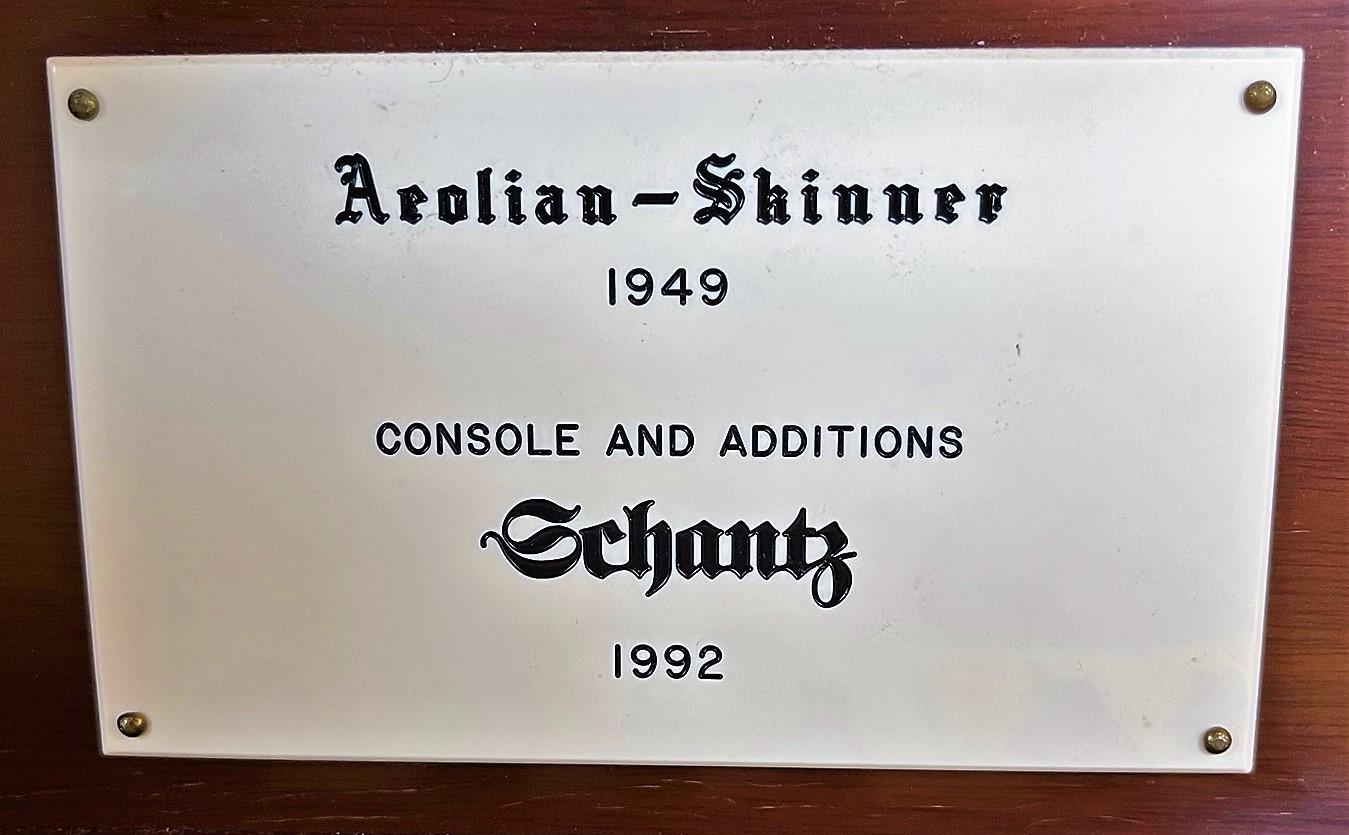 Aeolian-Skinner
1949
CONSOLE AND ADDITIONS
Schantz
1992